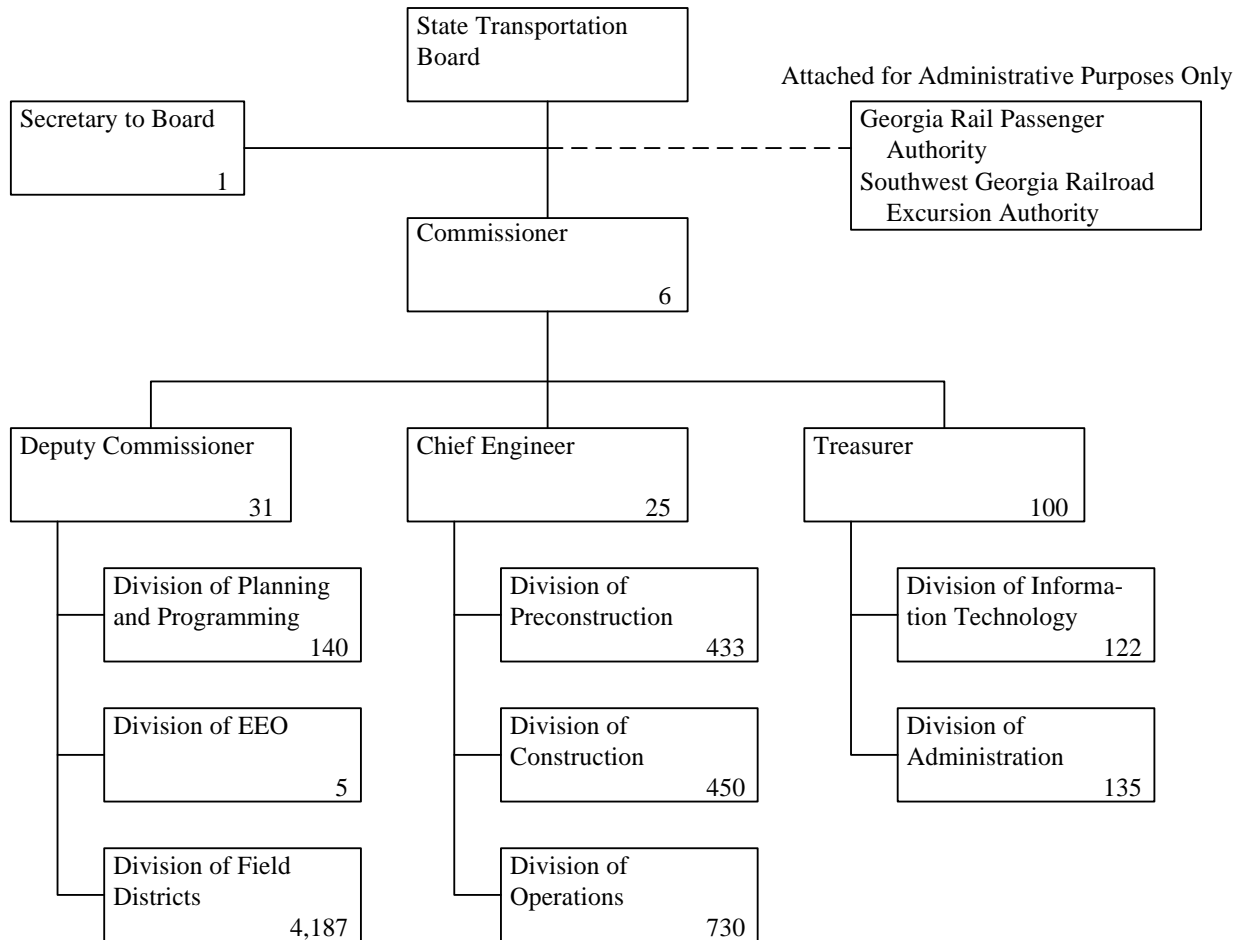 State Transportation
Board
Attached for Administrative Purposes Only
Secretary to Board
1
Georgia Rail Passenger
Authority
Southwest Georgia Railroad
Excursion Authority
Commissioner
6
Deputy Commissioner
31
Chief Engineer
25
Treasurer
100
Division of Planning
and Programming
140
Division of EEO
5
Division of Field
Districts
4,187
Division of
Preconstruction
433
Division of
Construction
450
Division of
Operations
730
Division of Informa-
tion Technology
122
Division of
Administration
135